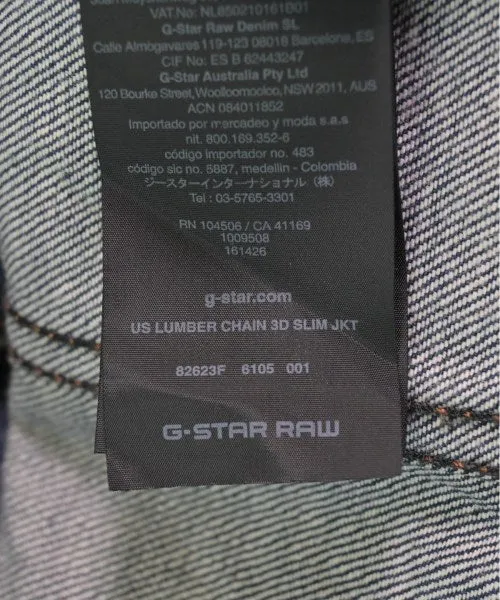 VAT.No: NL850210161B01
G-Star Raw Denim SL
Calle Almogavares 119-123 08018 Barcelona, ES
CIF No: ES B 62443247
G-Star Australia Pty Ltd
120 Bourke Street, Woolloomooloo, NSW 2011, AUS
ACN 084011852
Importado por mercadeo y moda s.a.s
nit. 800.169.352-6
código importador no. 483
código sic no. 5887, medellin - Colombia
ジースターインターナショナル(株)
Tel : 03-5765-3301
RN 104506 / CA 41169
1009508
161426
g-star.com
US LUMBER CHAIN 3D SLIM JKT
82623F 6105 001
G-STAR RAW